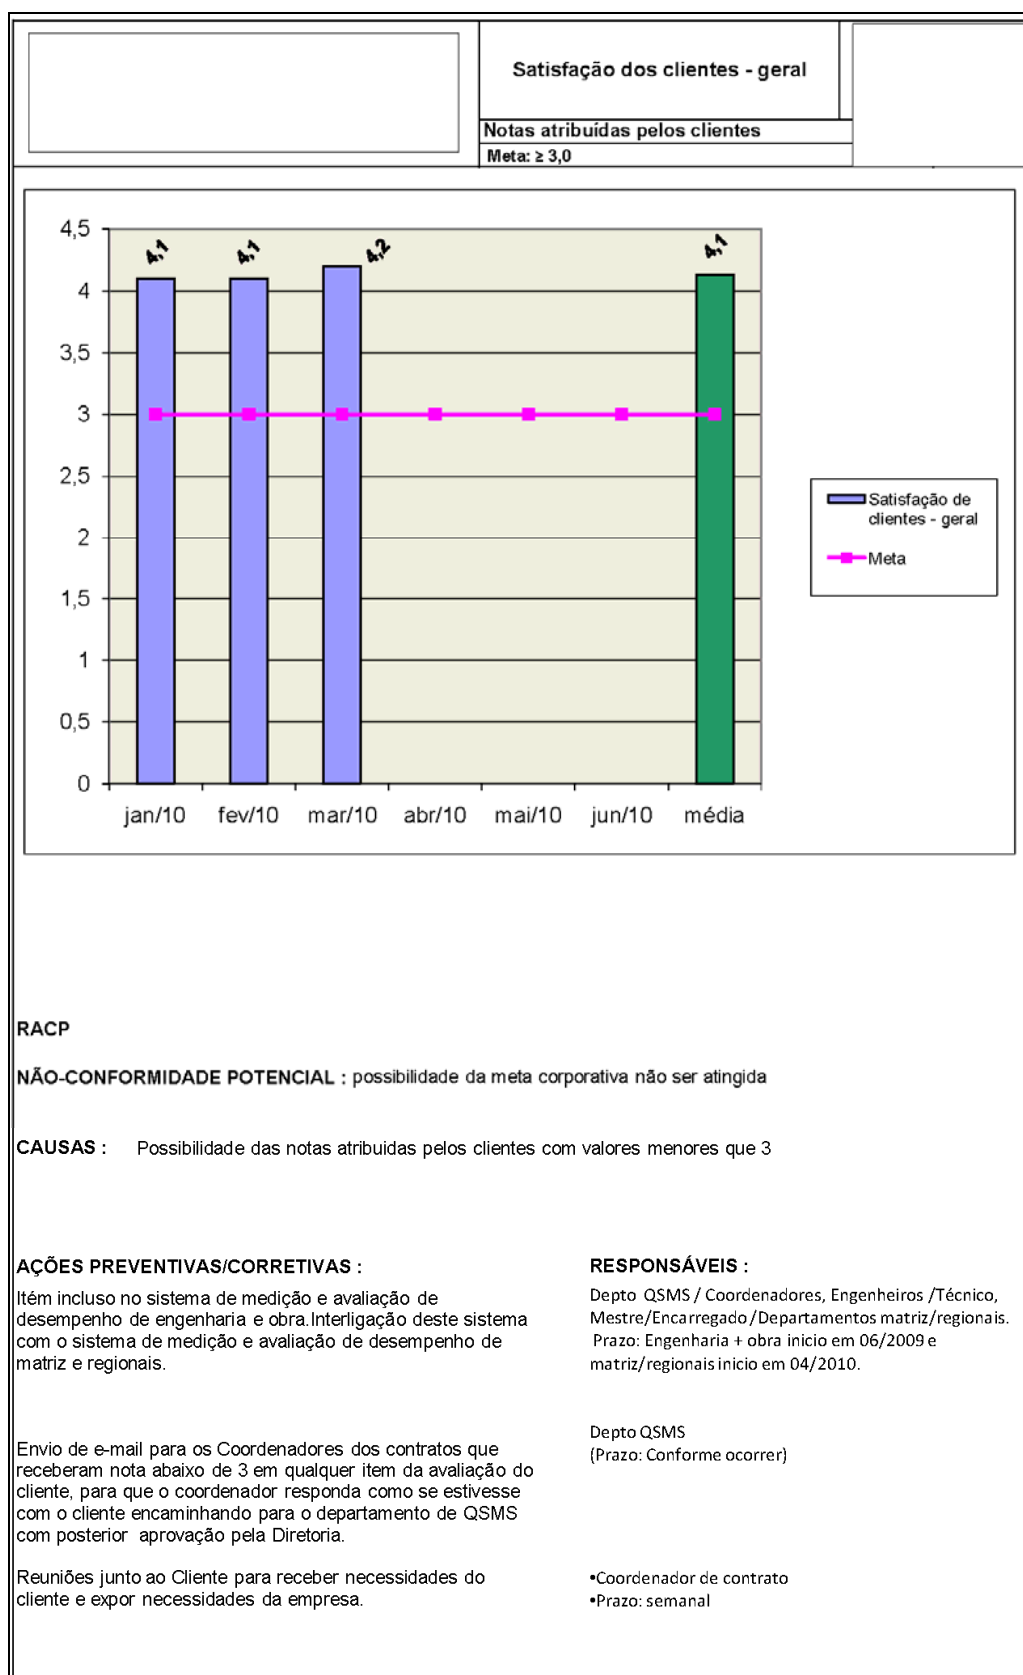 Satisfação dos clientes - geral
Notas atribuídas pelos clientes
Meta: ≥ 3,0
4,5
4
3,5
3
2,5
2
1,5
1
0,5
0
4,1
4,1
4,2
4,1
jan/10 fev/10 mar/10 abr/10 mai/10 jun/10 média
Satisfação de
clientes - geral
Meta
RACP
NÃO-CONFORMIDADE POTENCIAL : possibilidade da meta corporativa não ser atingida
CAUSAS : Possibilidade das notas atribuidas pelos clientes com valores menores que 3
AÇÕES PREVENTIVAS/CORRETIVAS :
Itém incluso no sistema de medição e avaliação de
desempenho de engenharia e obra.Interligação deste sistema
com o sistema de medição e avaliação de desempenho de
matriz e regionais.
Envio de e-mail para os Coordenadores dos contratos que
receberam nota abaixo de 3 em qualquer item da avaliação do
cliente, para que o coordenador responda como se estivesse
com o cliente encaminhando para o departamento de QSMS
com posterior aprovação pela Diretoria.
Reuniões junto ao Cliente para receber necessidades do
cliente e expor necessidades da empresa.
RESPONSÁVEIS :
Depto QSMS / Coordenadores, Engenheiros /Técnico,
Mestre/Encarregado /Departamentos matriz/regionais.
Prazo: Engenharia + obra inicio em 06/2009 e
matriz/regionais inicio em 04/2010.
Depto QSMS
(Prazo: Conforme ocorrer)
•Coordenador de contrato
•Prazo: semanal